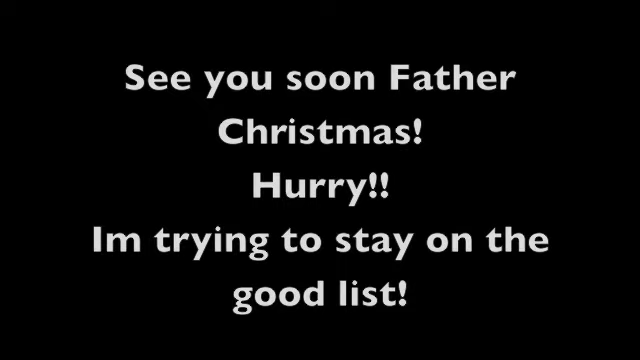 See you soon Father
Christmas!
Hurry!!
Im trying to stay on the
good list!